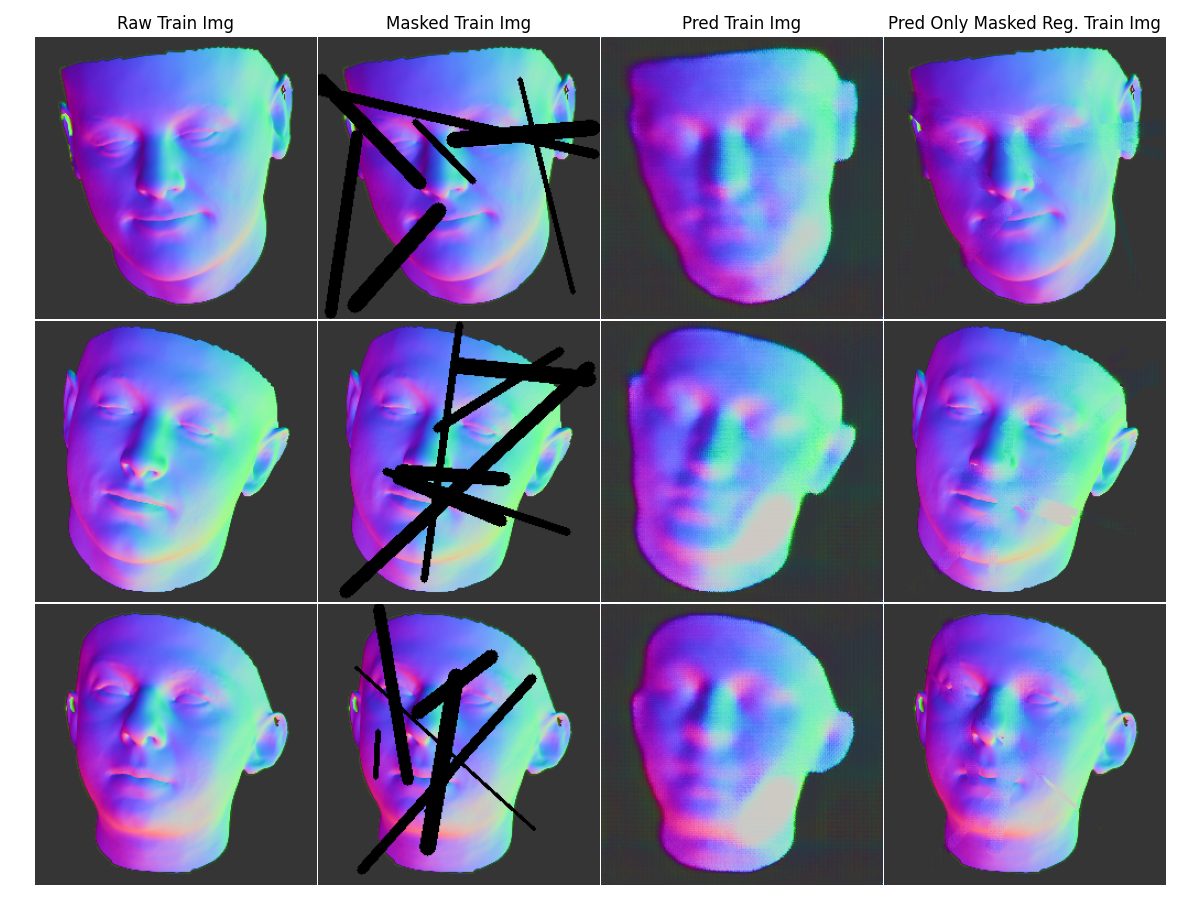 Raw Train Img
Masked Train Img
Pred Train Img
Pred Only Masked Reg. Train Img